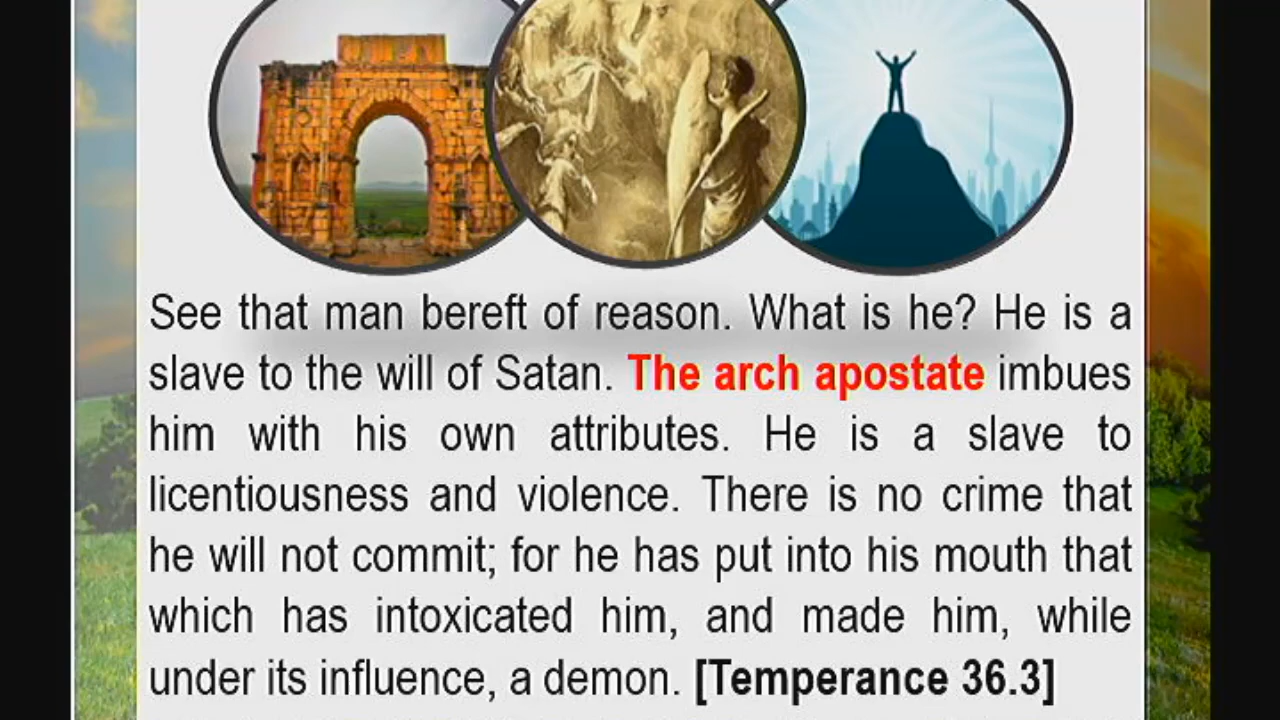 See that man bereft of reason. What is he? He is a
slave to the will of Satan. The arch apostate imbues
him with his own attributes. He is a slave to
licentiousness and violence. There is no crime that
he will not commit; for he has put into his mouth that
which has intoxicated him, and made him, while
under its influence, a demon. [Temperance 36.3]